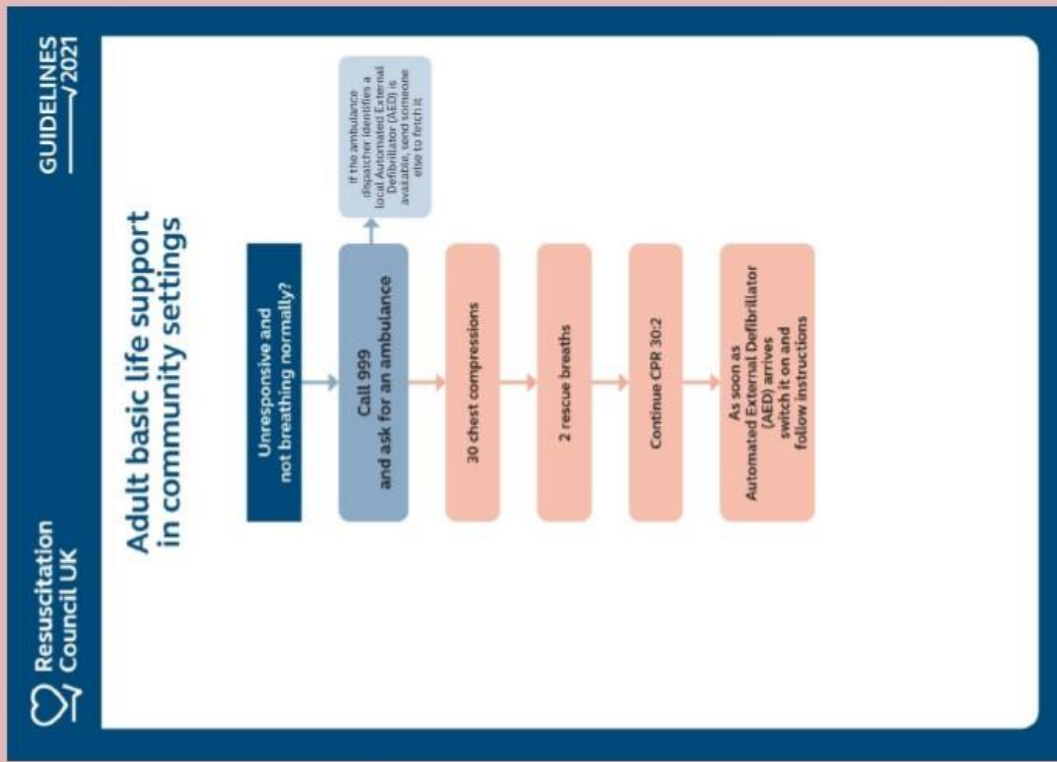 Resuscitation
Council UK
GUIDELINES
2021
Adult basic life support
in community settings
Unresponsive and
not breathing normally?
Call 999
and ask for an ambulance
If the ambulance
dispatcher identifies a
local Automated External
Defibrillator (AED) is
available, send someone
else to fetch it
30 chest compressions
2 rescue breaths
Continue CPR 30:2
As soon as
Automated External Defibrillator
(AED) arrives
switch it on and
follow instructions